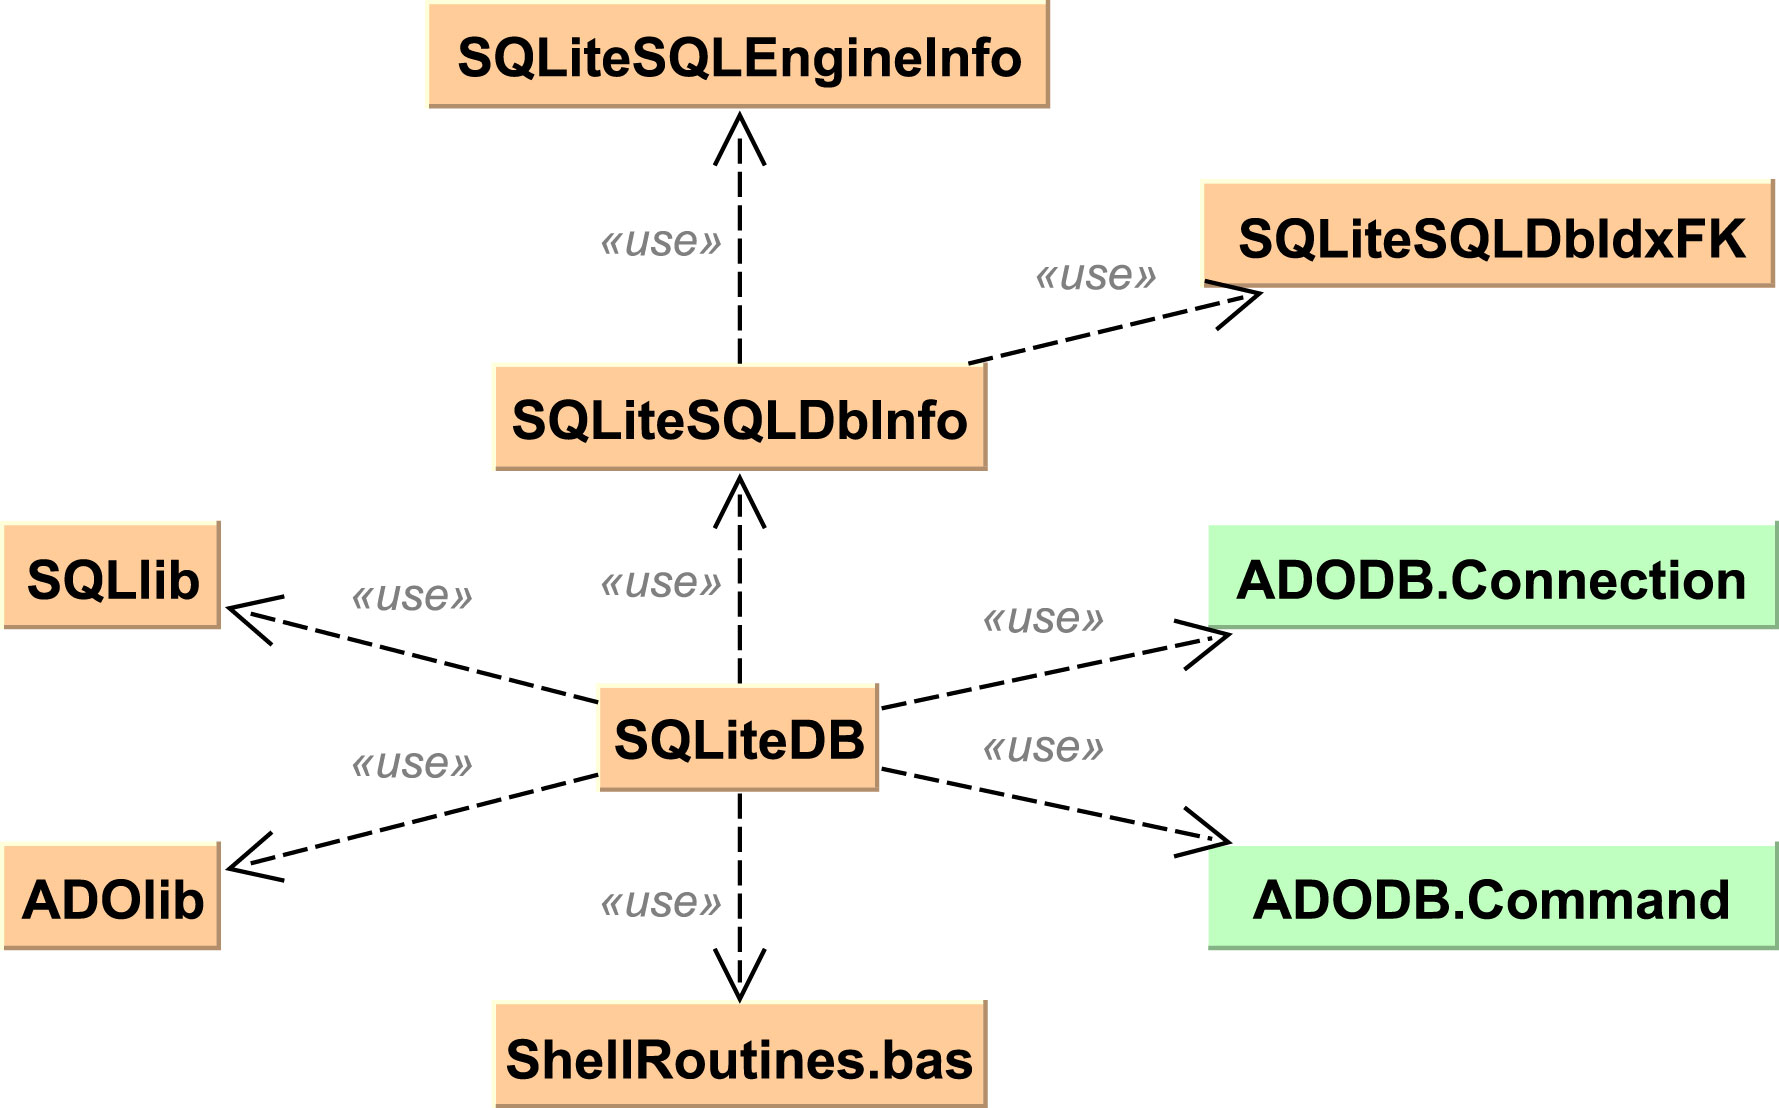 SQLiteSQLEngineInfo
«use»
SQLiteSQLDbIdxFK
«use»
SQLiteSQLDbInfo
SQLlib
«use»
«use»
ADODB.Connection
«use»
SQLiteDB
«use»
«use»
ADOlib
«use»
ADODB.Command
ShellRoutines.bas